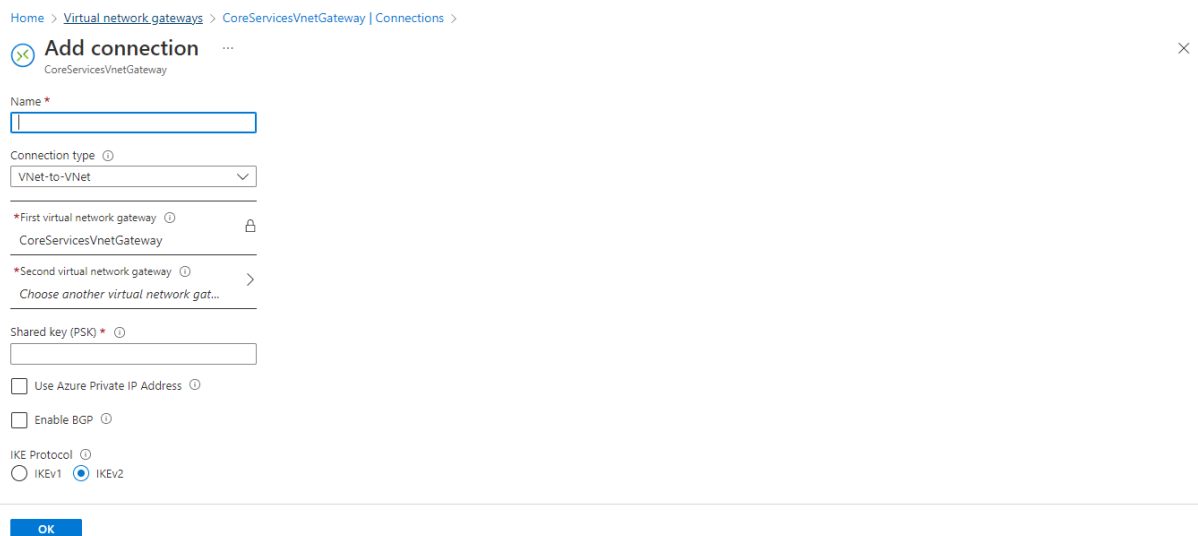 Home > Virtual network gateways > CoreServicesVnetGateway | Connections >
Add connection ...
CoreServicesVnetGateway
Name *
Connection type
VNet-to-VNet
*First virtual network gateway
CoreServicesVnetGateway
*Second virtual network gateway
Choose another virtual network gat...
Shared key (PSK) *
Use Azure Private IP Address
Enable BGP
IKE Protocol
IKEv1 IKEv2
OK